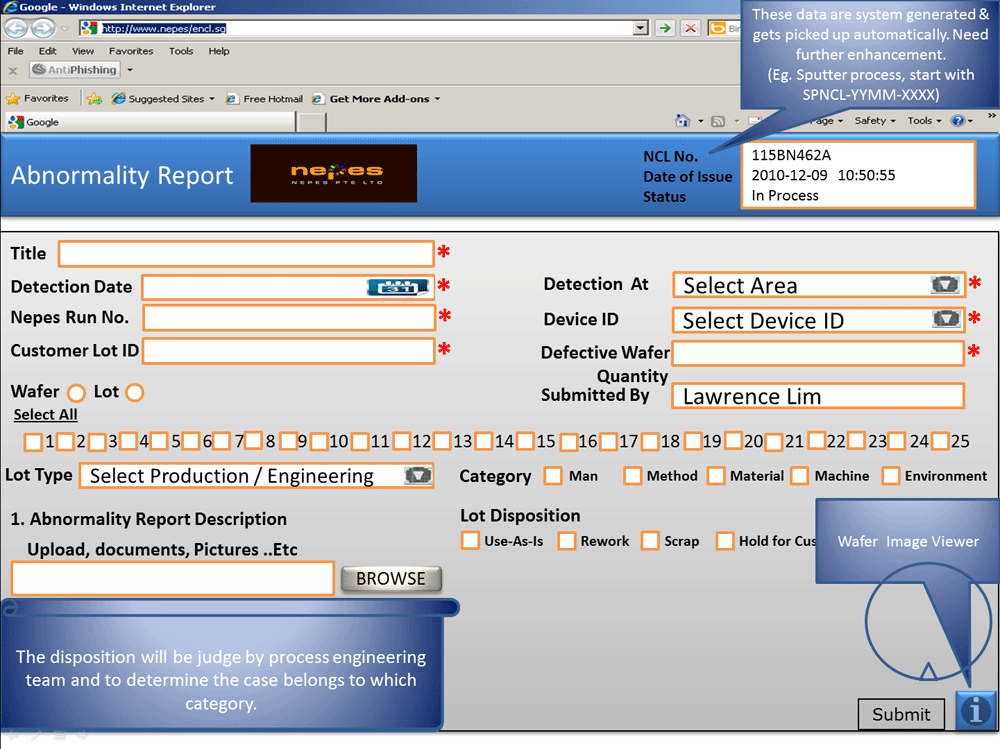 Google - Windows Internet Explorer
http://www.nepes/encl.sg
File Edit View Favorites Tools Help
AntiPhishing
Favorites Suggested Sites Free Hotmail Get More Add-ons
Google
Page Safety Tools
These data are system generated &
gets picked up automatically. Need
further enhancement.
(Eg. Sputter process, start with
SPNCL-YYMM-XXXX)
Abnormality Report
nepes
NEPES PTE LTD
NCL No. 115BN462A
Date of Issue 2010-12-09 10:50:55
Status In Process
Title *
Detection Date 31 *
Detection At Select Area *
Nepes Run No. *
Device ID Select Device ID *
Customer Lot ID *
Defective Wafer *
Quantity
Wafer Lot
Submitted By Lawrence Lim
Select All
1 2 3 4 5 6 7 8 9 10 11 12 13 14 15 16 17 18 19 20 21 22 23 24 25
Lot Type Select Production / Engineering
Category Man Method Material Machine Environment
1. Abnormality Report Description
Upload, documents, Pictures ..Etc
BROWSE
Lot Disposition
Use-As-Is Rework Scrap Hold for Cus
Wafer Image Viewer
The disposition will be judge by process engineering
team and to determine the case belongs to which
category.
Submit
i